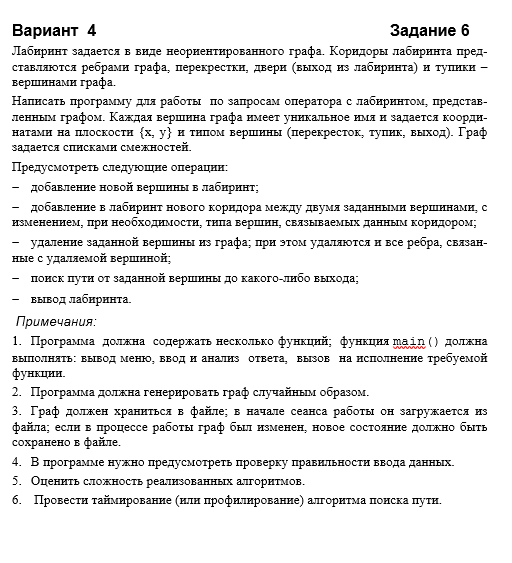 Вариант 4 Задание 6
Лабиринт задается в виде неориентированного графа. Коридоры лабиринта пред-
ставляются ребрами графа, перекрестки, двери (выход из лабиринта) и тупики –
вершинами графа.
Написать программу для работы по запросам оператора с лабиринтом, представ-
ленным графом. Каждая вершина графа имеет уникальное имя и задается коорди-
натами на плоскости {x, y} и типом вершины (перекресток, тупик, выход). Граф
задается списками смежностей.
Предусмотреть следующие операции:
– добавление новой вершины в лабиринт;
– добавление в лабиринт нового коридора между двумя заданными вершинами, с
изменением, при необходимости, типа вершин, связываемых данным коридором;
– удаление заданной вершины из графа; при этом удаляются и все ребра, связан-
ные с удаляемой вершиной;
– поиск пути от заданной вершины до какого-либо выхода;
– вывод лабиринта.
Примечания:
1. Программа должна содержать несколько функций; функция main() должна
выполнять: вывод меню, ввод и анализ ответа, вызов на исполнение требуемой
функции.
2. Программа должна генерировать граф случайным образом.
3. Граф должен храниться в файле; в начале сеанса работы он загружается из
файла; если в процессе работы граф был изменен, новое состояние должно быть
сохранено в файле.
4. В программе нужно предусмотреть проверку правильности ввода данных.
5. Оценить сложность реализованных алгоритмов.
6. Провести таймирование (или профилирование) алгоритма поиска пути.